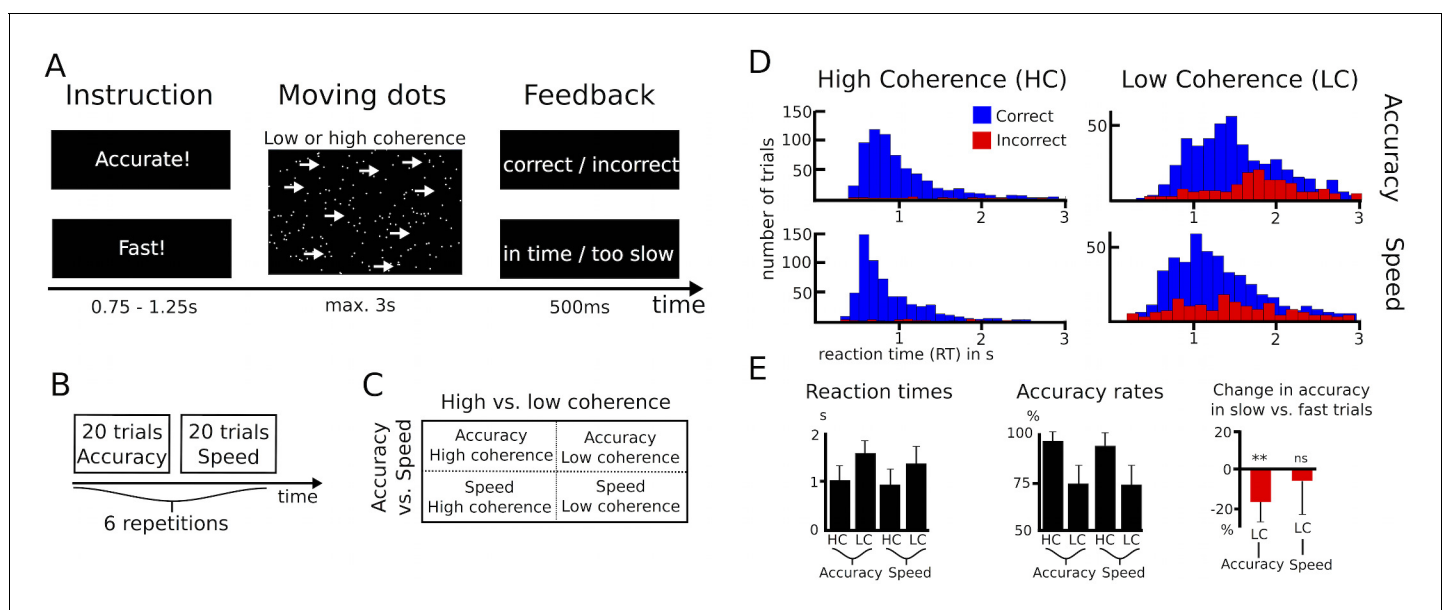 A
Instruction
Moving dots
Feedback
Low or high coherence
Accurate!
correct / incorrect
Fast!
in time / too slow
0.75 - 1.25s
max. 3s
500ms
time
B
20 trials
Accuracy
20 trials
Speed
time
6 repetitions
C
High vs. low coherence
Accuracy
vs. Speed
Accuracy
High coherence
Accuracy
Low coherence
Speed
High coherence
Speed
Low coherence
D
High Coherence (HC)
Low Coherence (LC)
Accuracy
Speed
Correct
Incorrect
number of trials
150
100
50
1
2
3
50
1
2
3
150
100
50
1
2
3
50
1
2
3
reaction time (RT) in s
E
Reaction times
s
2
1
0
HC LC HC LC
Accuracy Speed
Accuracy rates
%
100
75
50
HC LC HC LC
Accuracy Speed
Change in accuracy
in slow vs. fast trials
20
0
-20
%
** ns
LC LC
Accuracy Speed